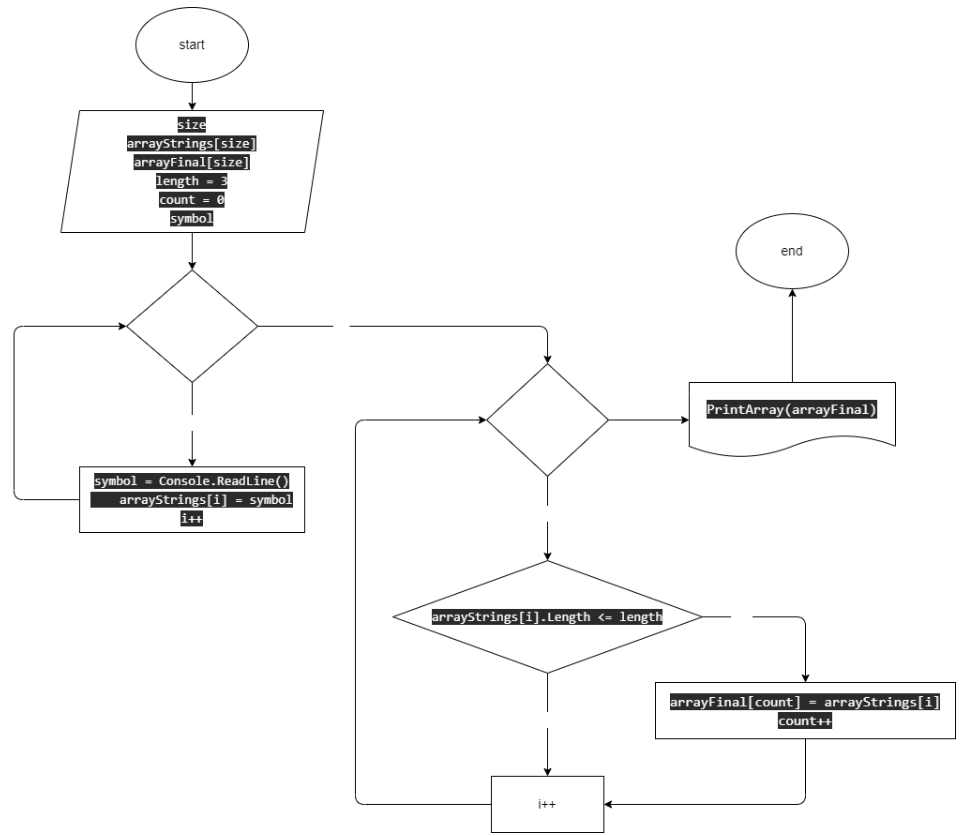 start
size
arrayStrings[size]
arrayFinal[size]
length = 3
count = 0
symbol
end
PrintArray(arrayFinal)
symbol = Console.ReadLine()
arrayStrings[i] = symbol
i++
arrayStrings[i].Length <= length
arrayFinal[count] = arrayStrings[i]
count++
i++